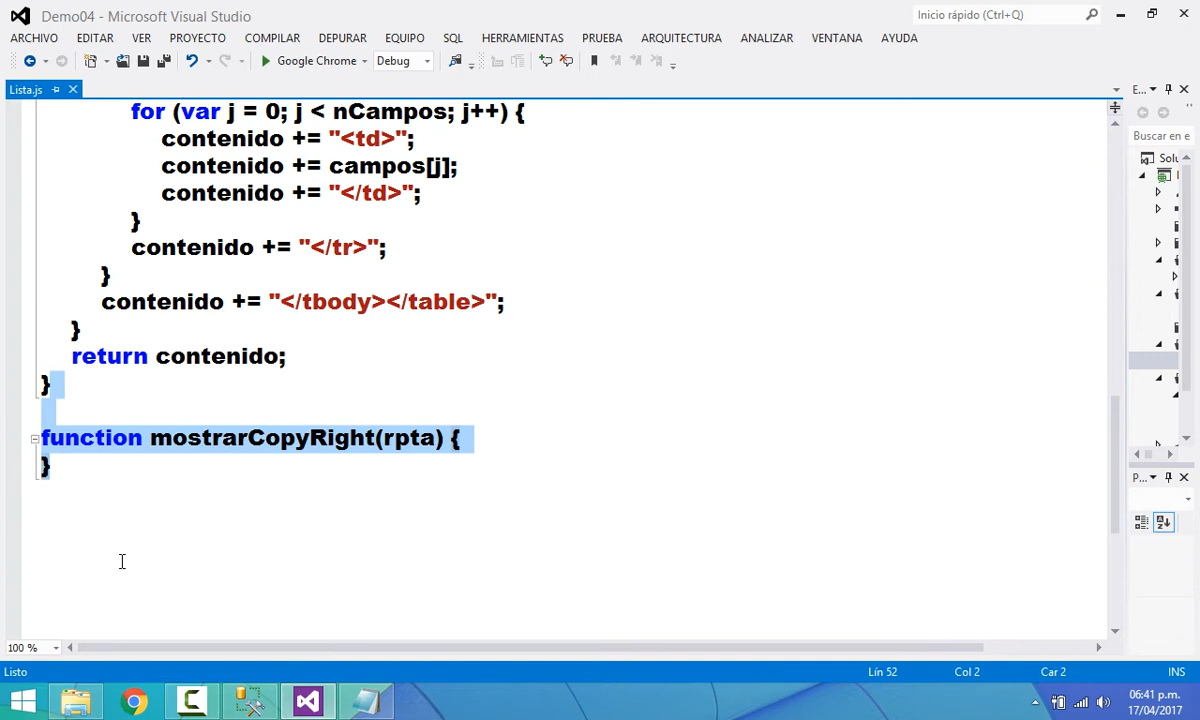 Demo04 - Microsoft Visual Studio
Inicio rápido (Ctrl+Q)
ARCHIVO EDITAR VER PROYECTO COMPILAR DEPURAR EQUIPO SQL HERRAMIENTAS PRUEBA ARQUITECTURA ANALIZAR VENTANA AYUDA
Google Chrome Debug
Lista.js
E...
for (var j = 0; j < nCampos; j++) {
contenido += "<td>";
contenido += campos[j];
contenido += "</td>";
}
contenido += "</tr>";
}
contenido += "</tbody></table>";
}
return contenido;
}
function mostrarCopyRight(rpta) {
}
Buscar en e
Solu
P...
100 %
Listo
Lín 52 Col 2 Car 2 INS
06:41 p.m.
17/04/2017